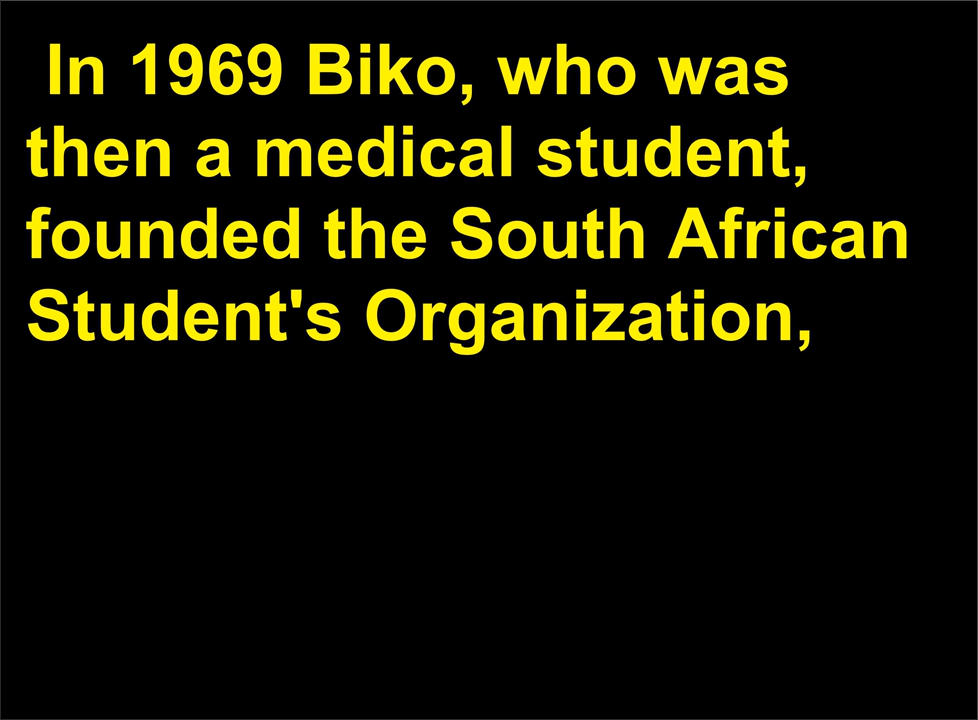 In 1969 Biko, who was
then a medical student,
founded the South African
Student's Organization,